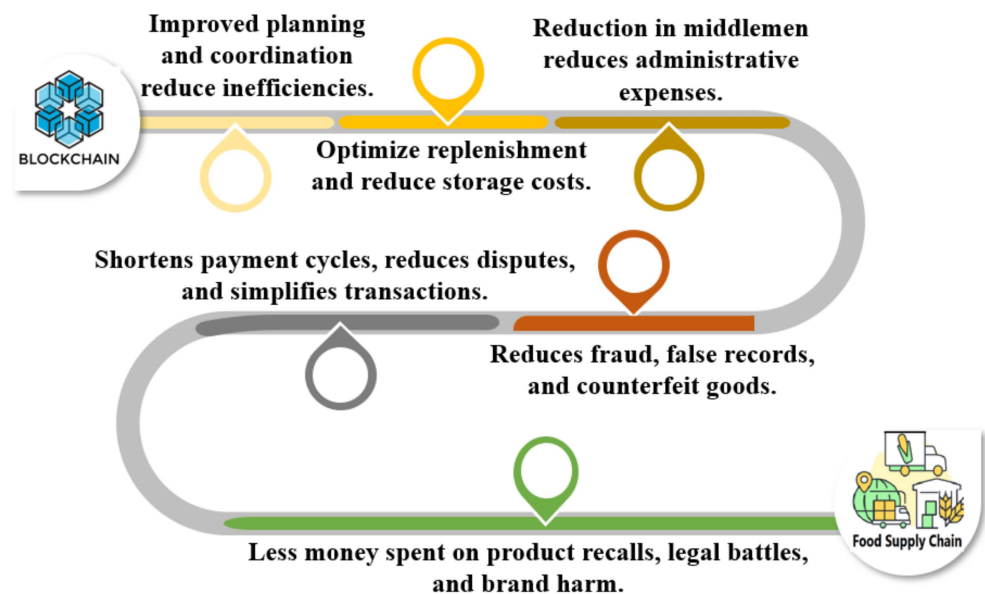 BLOCKCHAIN
Improved planning
and coordination
reduce inefficiencies.
Optimize replenishment
and reduce storage costs.
Reduction in middlemen
reduces administrative
expenses.
Reduces fraud, false records,
and counterfeit goods.
Shortens payment cycles, reduces disputes,
and simplifies transactions.
Less money spent on product recalls, legal battles,
and brand harm.
Food Supply Chain